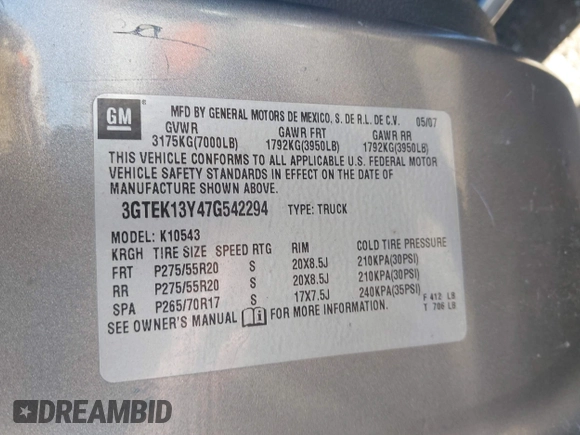 GM ®
MFD BY GENERAL MOTORS DE MEXICO, S. DE R.L. DE C.V. 05/07
GVWR GAWR FRT GAWR RR
3175KG(7000LB) 1792KG(3950LB) 1792KG(3950LB)
THIS VEHICLE CONFORMS TO ALL APPLICABLE U.S. FEDERAL MOTOR
VEHICLE SAFETY STANDARDS IN EFFECT ON THE DATE OF
MANUFACTURE SHOWN ABOVE.
3GTEK13Y47G542294 TYPE: TRUCK
MODEL: K10543
KRGH TIRE SIZE SPEED RTG RIM COLD TIRE PRESSURE
FRT P275/55R20 S 20X8.5J 210KPA(30PSI)
RR P275/55R20 S 20X8.5J 210KPA(30PSI)
SPA P265/70R17 S 17X7.5J 240KPA(35PSI)
F 412 LB
T 706 LB
SEE OWNER'S MANUAL FOR MORE INFORMATION.
DREAMBID